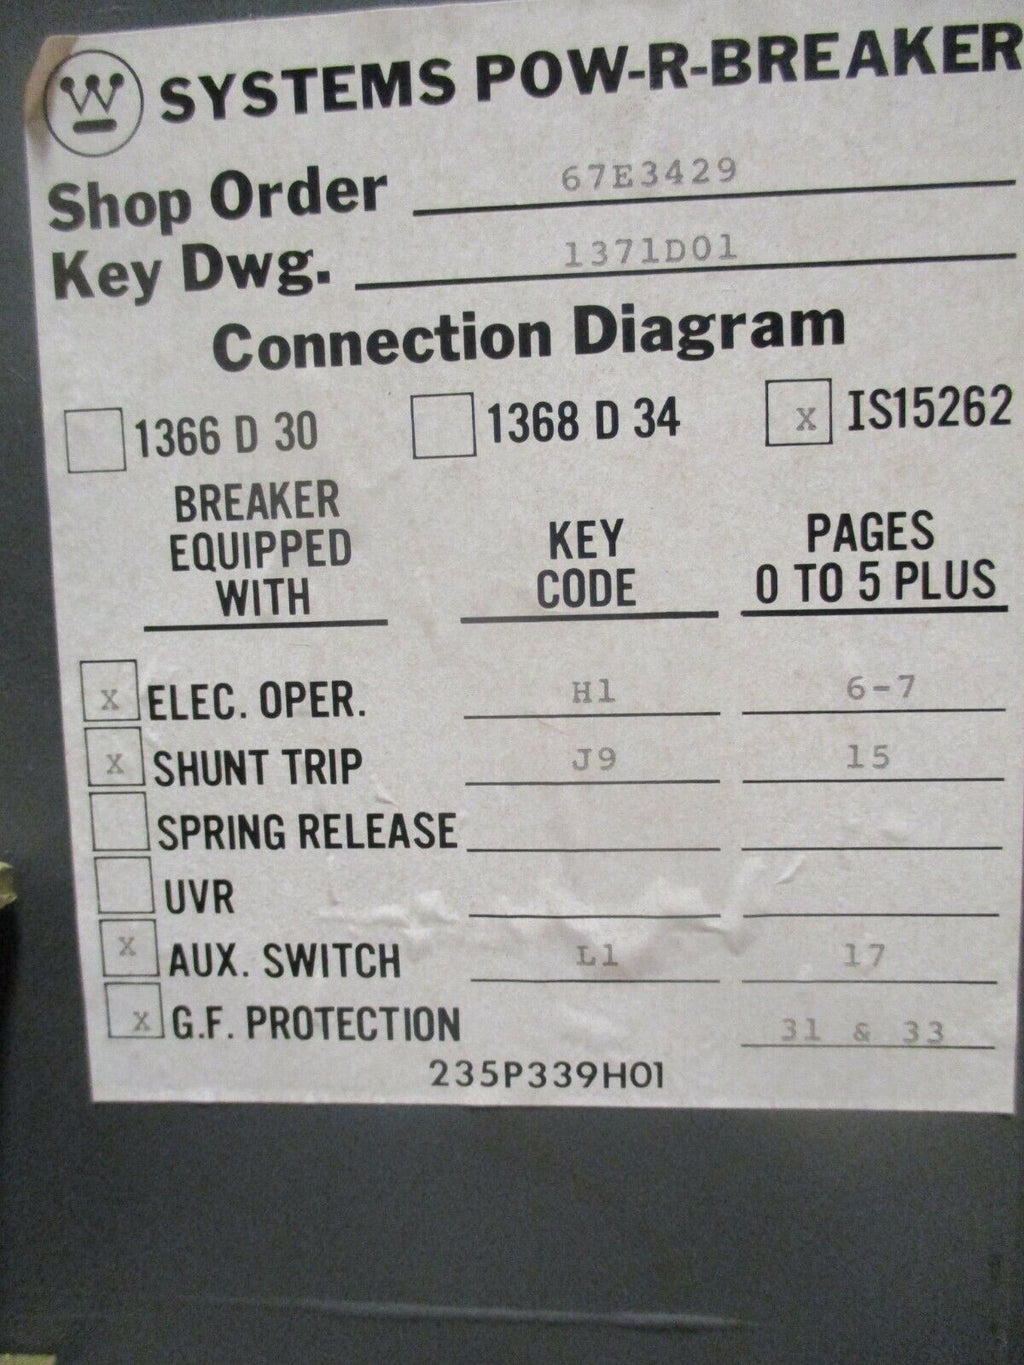 W SYSTEMS POW-R-BREAKER
Shop Order 67E3429
Key Dwg. 1371D01
Connection Diagram
1366 D 30 1368 D 34 x IS15262
BREAKER EQUIPPED WITH KEY CODE PAGES 0 TO 5 PLUS
x ELEC. OPER. H1 6-7
x SHUNT TRIP J9 15
SPRING RELEASE
UVR
x AUX. SWITCH L1 17
x G.F. PROTECTION 31 & 33
235P339H01